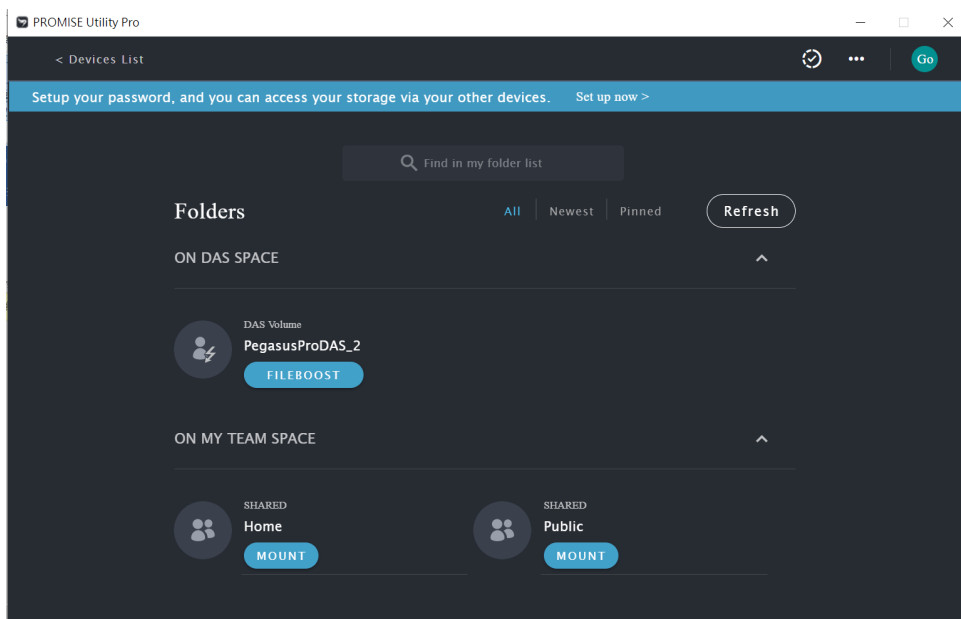 PROMISE Utility Pro
< Devices List
Go
Setup your password, and you can access your storage via your other devices. Set up now >
Find in my folder list
Folders
All
Newest
Pinned
Refresh
ON DAS SPACE
DAS Volume
PegasusProDAS_2
FILEBOOST
ON MY TEAM SPACE
SHARED
Home
MOUNT
SHARED
Public
MOUNT